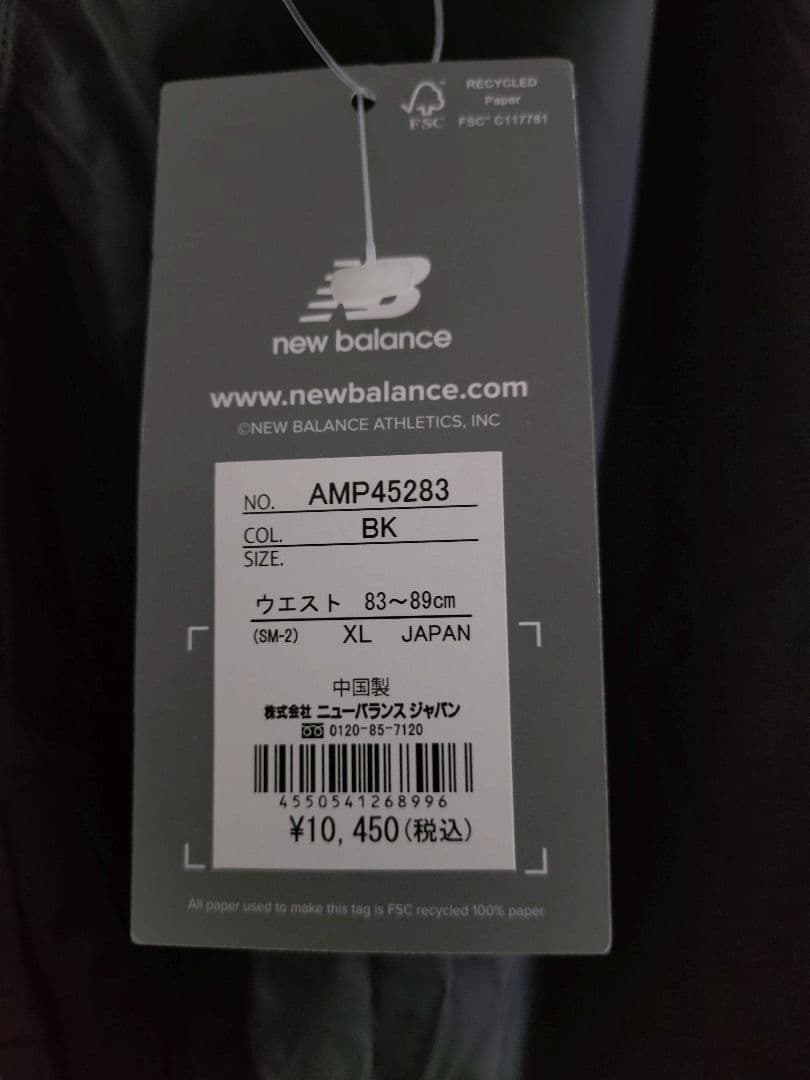 RECYCLED
Paper
FSC® C117781
FSC
new balance
www.newbalance.com
©NEW BALANCE ATHLETICS, INC
NO. AMP45283
COL. BK
SIZE.
ウエスト 83～89cm
(SM-2) XL JAPAN
中国製
株式会社 ニューバランス ジャパン
0120-85-7120
4550541268996
¥10,450(税込)
All paper used to make this tag is FSC recycled 100% paper